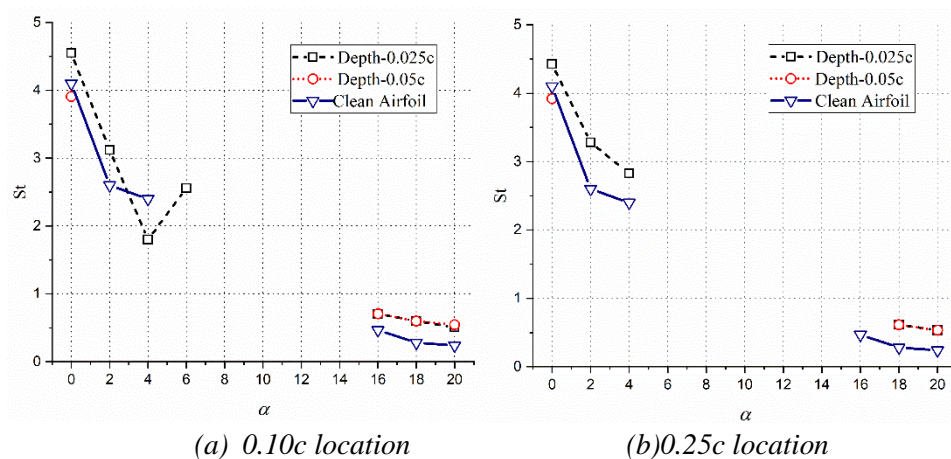 5
4
3
2
1
0
St
0 2 4 6 8 10 12 14 16 18 20
α
Depth-0.025c
Depth-0.05c
Clean Airfoil
(a) 0.10c location
5
4
3
2
1
0
St
0 2 4 6 8 10 12 14 16 18 20
α
Depth-0.025c
Depth-0.05c
Clean Airfoil
(b)0.25c location